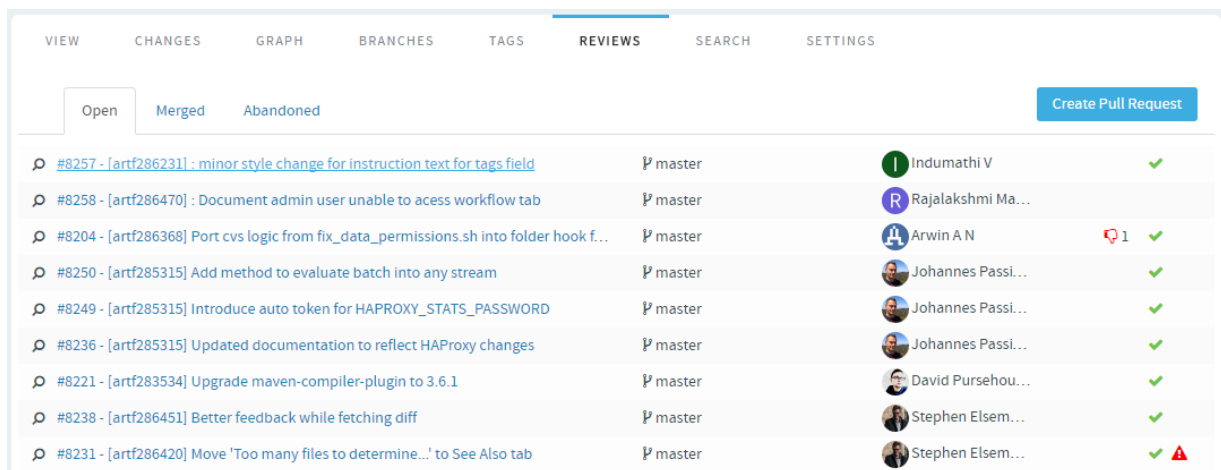 VIEW CHANGES GRAPH BRANCHES TAGS REVIEWS SEARCH SETTINGS
Open Merged Abandoned Create Pull Request
#8257 - [artf286231] : minor style change for instruction text for tags field master I Indumathi V
#8258 - [artf286470] : Document admin user unable to acess workflow tab master R Rajalakshmi Ma...
#8204 - [artf286368] Port cvs logic from fix_data_permissions.sh into folder hook f... master Arwin A N 1
#8250 - [artf285315] Add method to evaluate batch into any stream master Johannes Passi...
#8249 - [artf285315] Introduce auto token for HAPROXY_STATS_PASSWORD master Johannes Passi...
#8236 - [artf285315] Updated documentation to reflect HAProxy changes master Johannes Passi...
#8221 - [artf283534] Upgrade maven-compiler-plugin to 3.6.1 master David Pursehou...
#8238 - [artf286451] Better feedback while fetching diff master Stephen Elsem...
#8231 - [artf286420] Move 'Too many files to determine...' to See Also tab master Stephen Elsem...